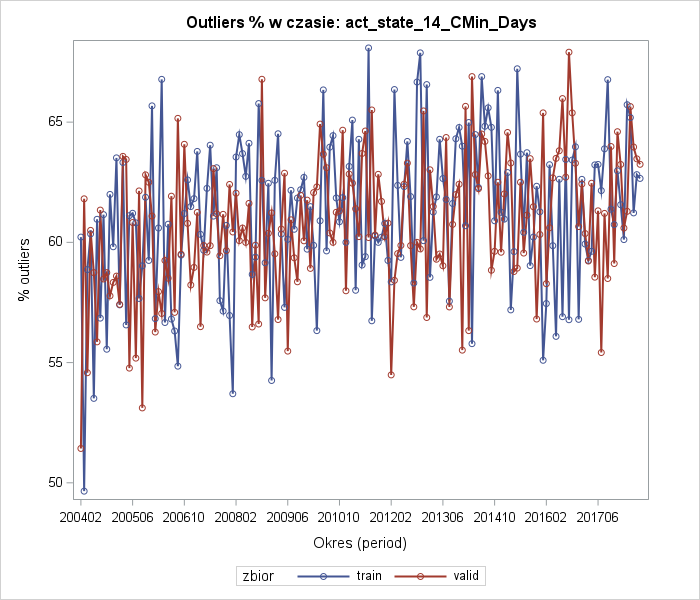 Outliers % w czasie: act_state_14_CMin_Days
% outliers
65
60
55
50
200402 200506 200610 200802 200906 201010 201202 201306 201410 201602 201706
Okres (period)
zbior train valid